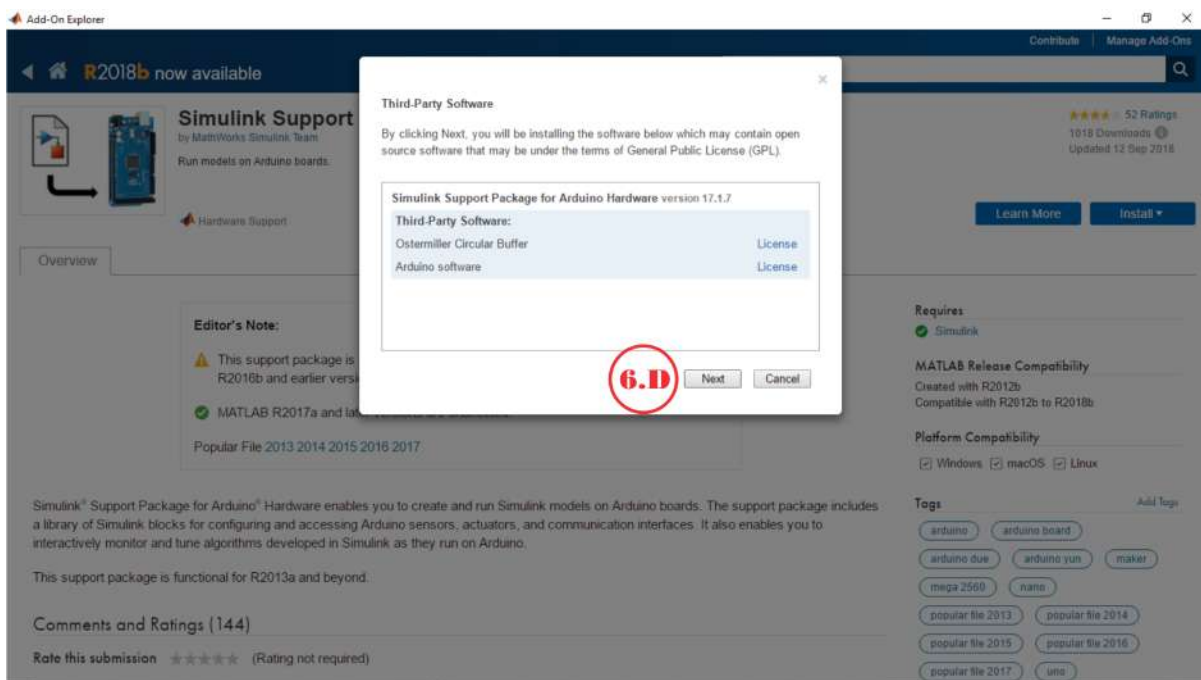 Add-On Explorer
Contribute Manage Add-Ons
R2018b now available
Simulink Support
by MathWorks Simulink Team
Run models on Arduino boards.
Hardware Support
52 Ratings
1018 Downloads
Updated 12 Sep 2018
Learn More Install
Overview
Third-Party Software
By clicking Next, you will be installing the software below which may contain open
source software that may be under the terms of General Public License (GPL).
Simulink Support Package for Arduino Hardware version 17.1.7
Third-Party Software:
Ostermiller Circular Buffer License
Arduino software License
6.D Next Cancel
Editor's Note:
This support package is
R2016b and earlier versi
MATLAB R2017a and lat
Popular File 2013 2014 2015 2016 2017
Requires
Simulink
MATLAB Release Compatibility
Created with R2012b
Compatible with R2012b to R2018b
Platform Compatibility
Windows macOS Linux
Simulink® Support Package for Arduino® Hardware enables you to create and run Simulink models on Arduino boards. The support package includes
a library of Simulink blocks for configuring and accessing Arduino sensors, actuators, and communication interfaces. It also enables you to
interactively monitor and tune algorithms developed in Simulink as they run on Arduino.
This support package is functional for R2013a and beyond.
Comments and Ratings (144)
Rate this submission (Rating not required)
Tags Add Tags
arduino arduino board
arduino due arduino yun maker
mega 2560 nano
popular file 2013 popular file 2014
popular file 2015 popular file 2016
popular file 2017 uno